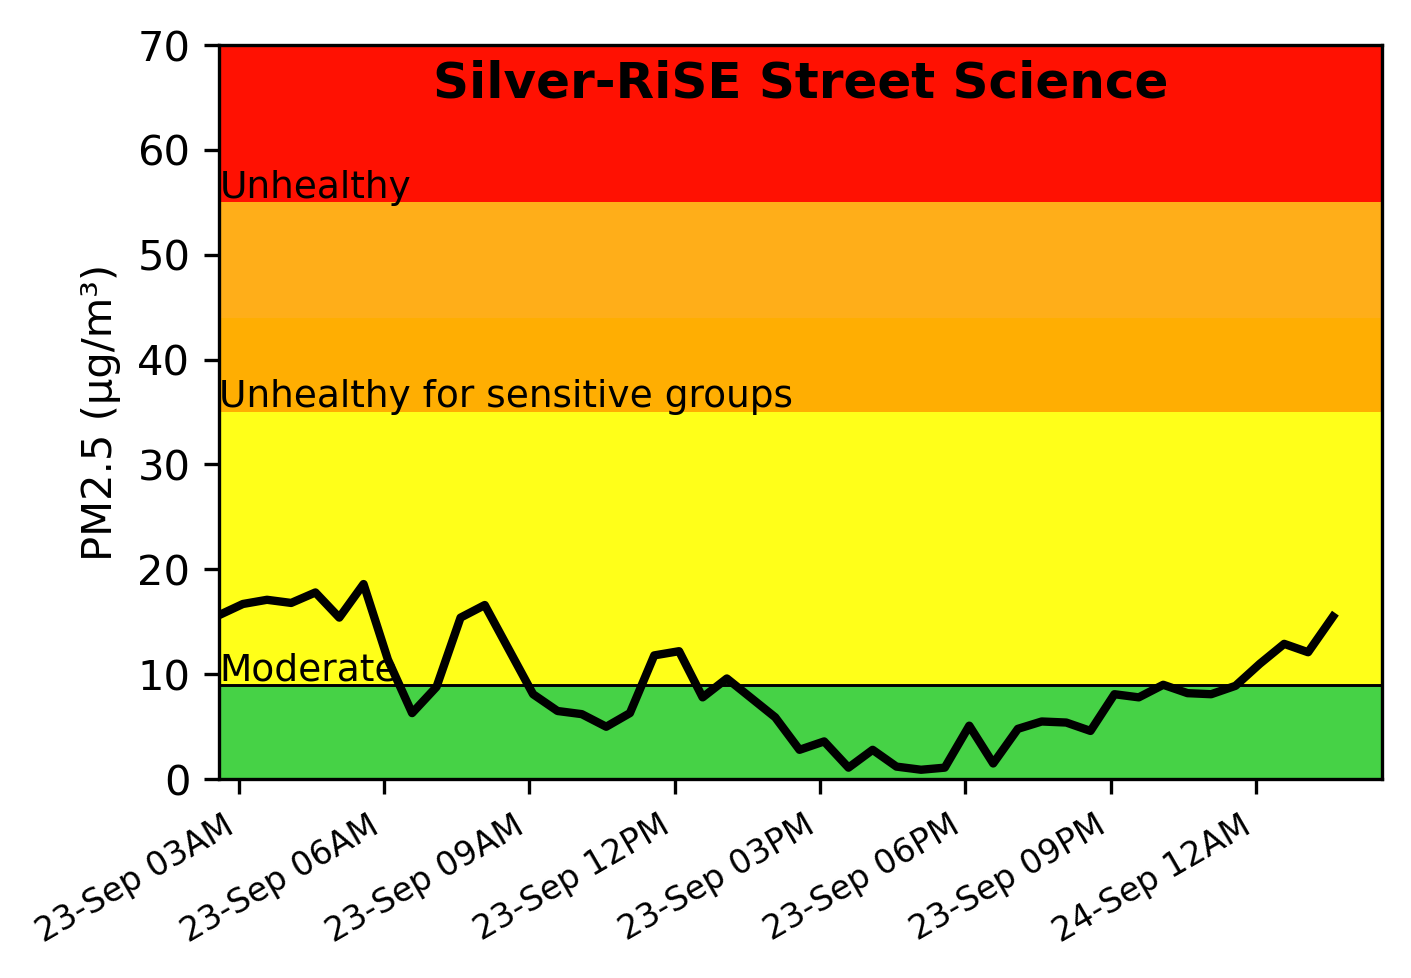 Silver-RiSE Street Science
70
60
Unhealthy
50
40
Unhealthy for sensitive groups
30
20
Moderate
10
0
PM2.5 (µg/m³)
23-Sep 03AM
23-Sep 06AM
23-Sep 09AM
23-Sep 12PM
23-Sep 03PM
23-Sep 06PM
23-Sep 09PM
24-Sep 12AM